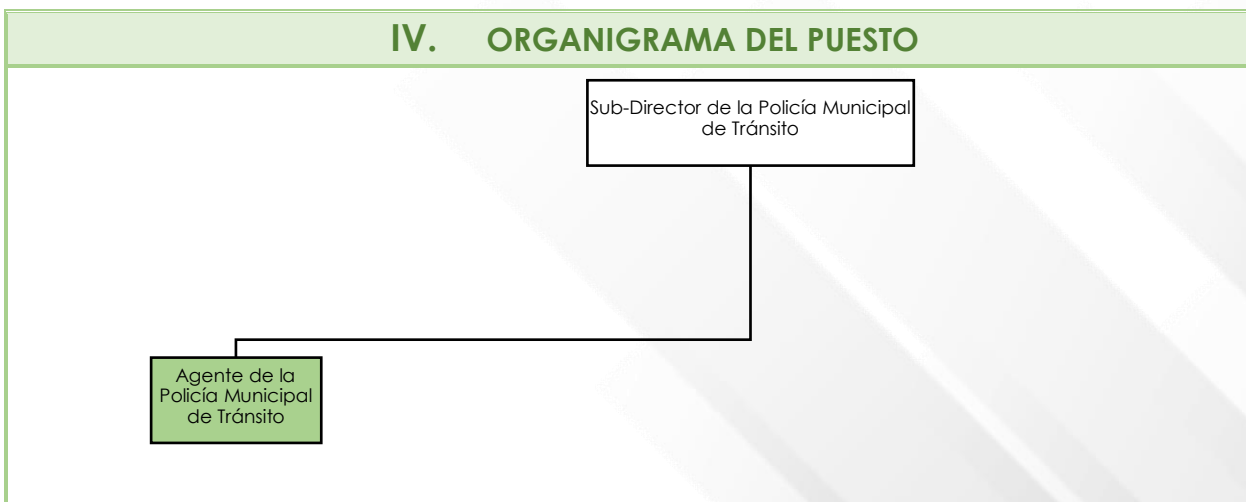 IV. ORGANIGRAMA DEL PUESTO
Sub-Director de la Policía Municipal
de Tránsito
Agente de la
Policía Municipal
de Tránsito